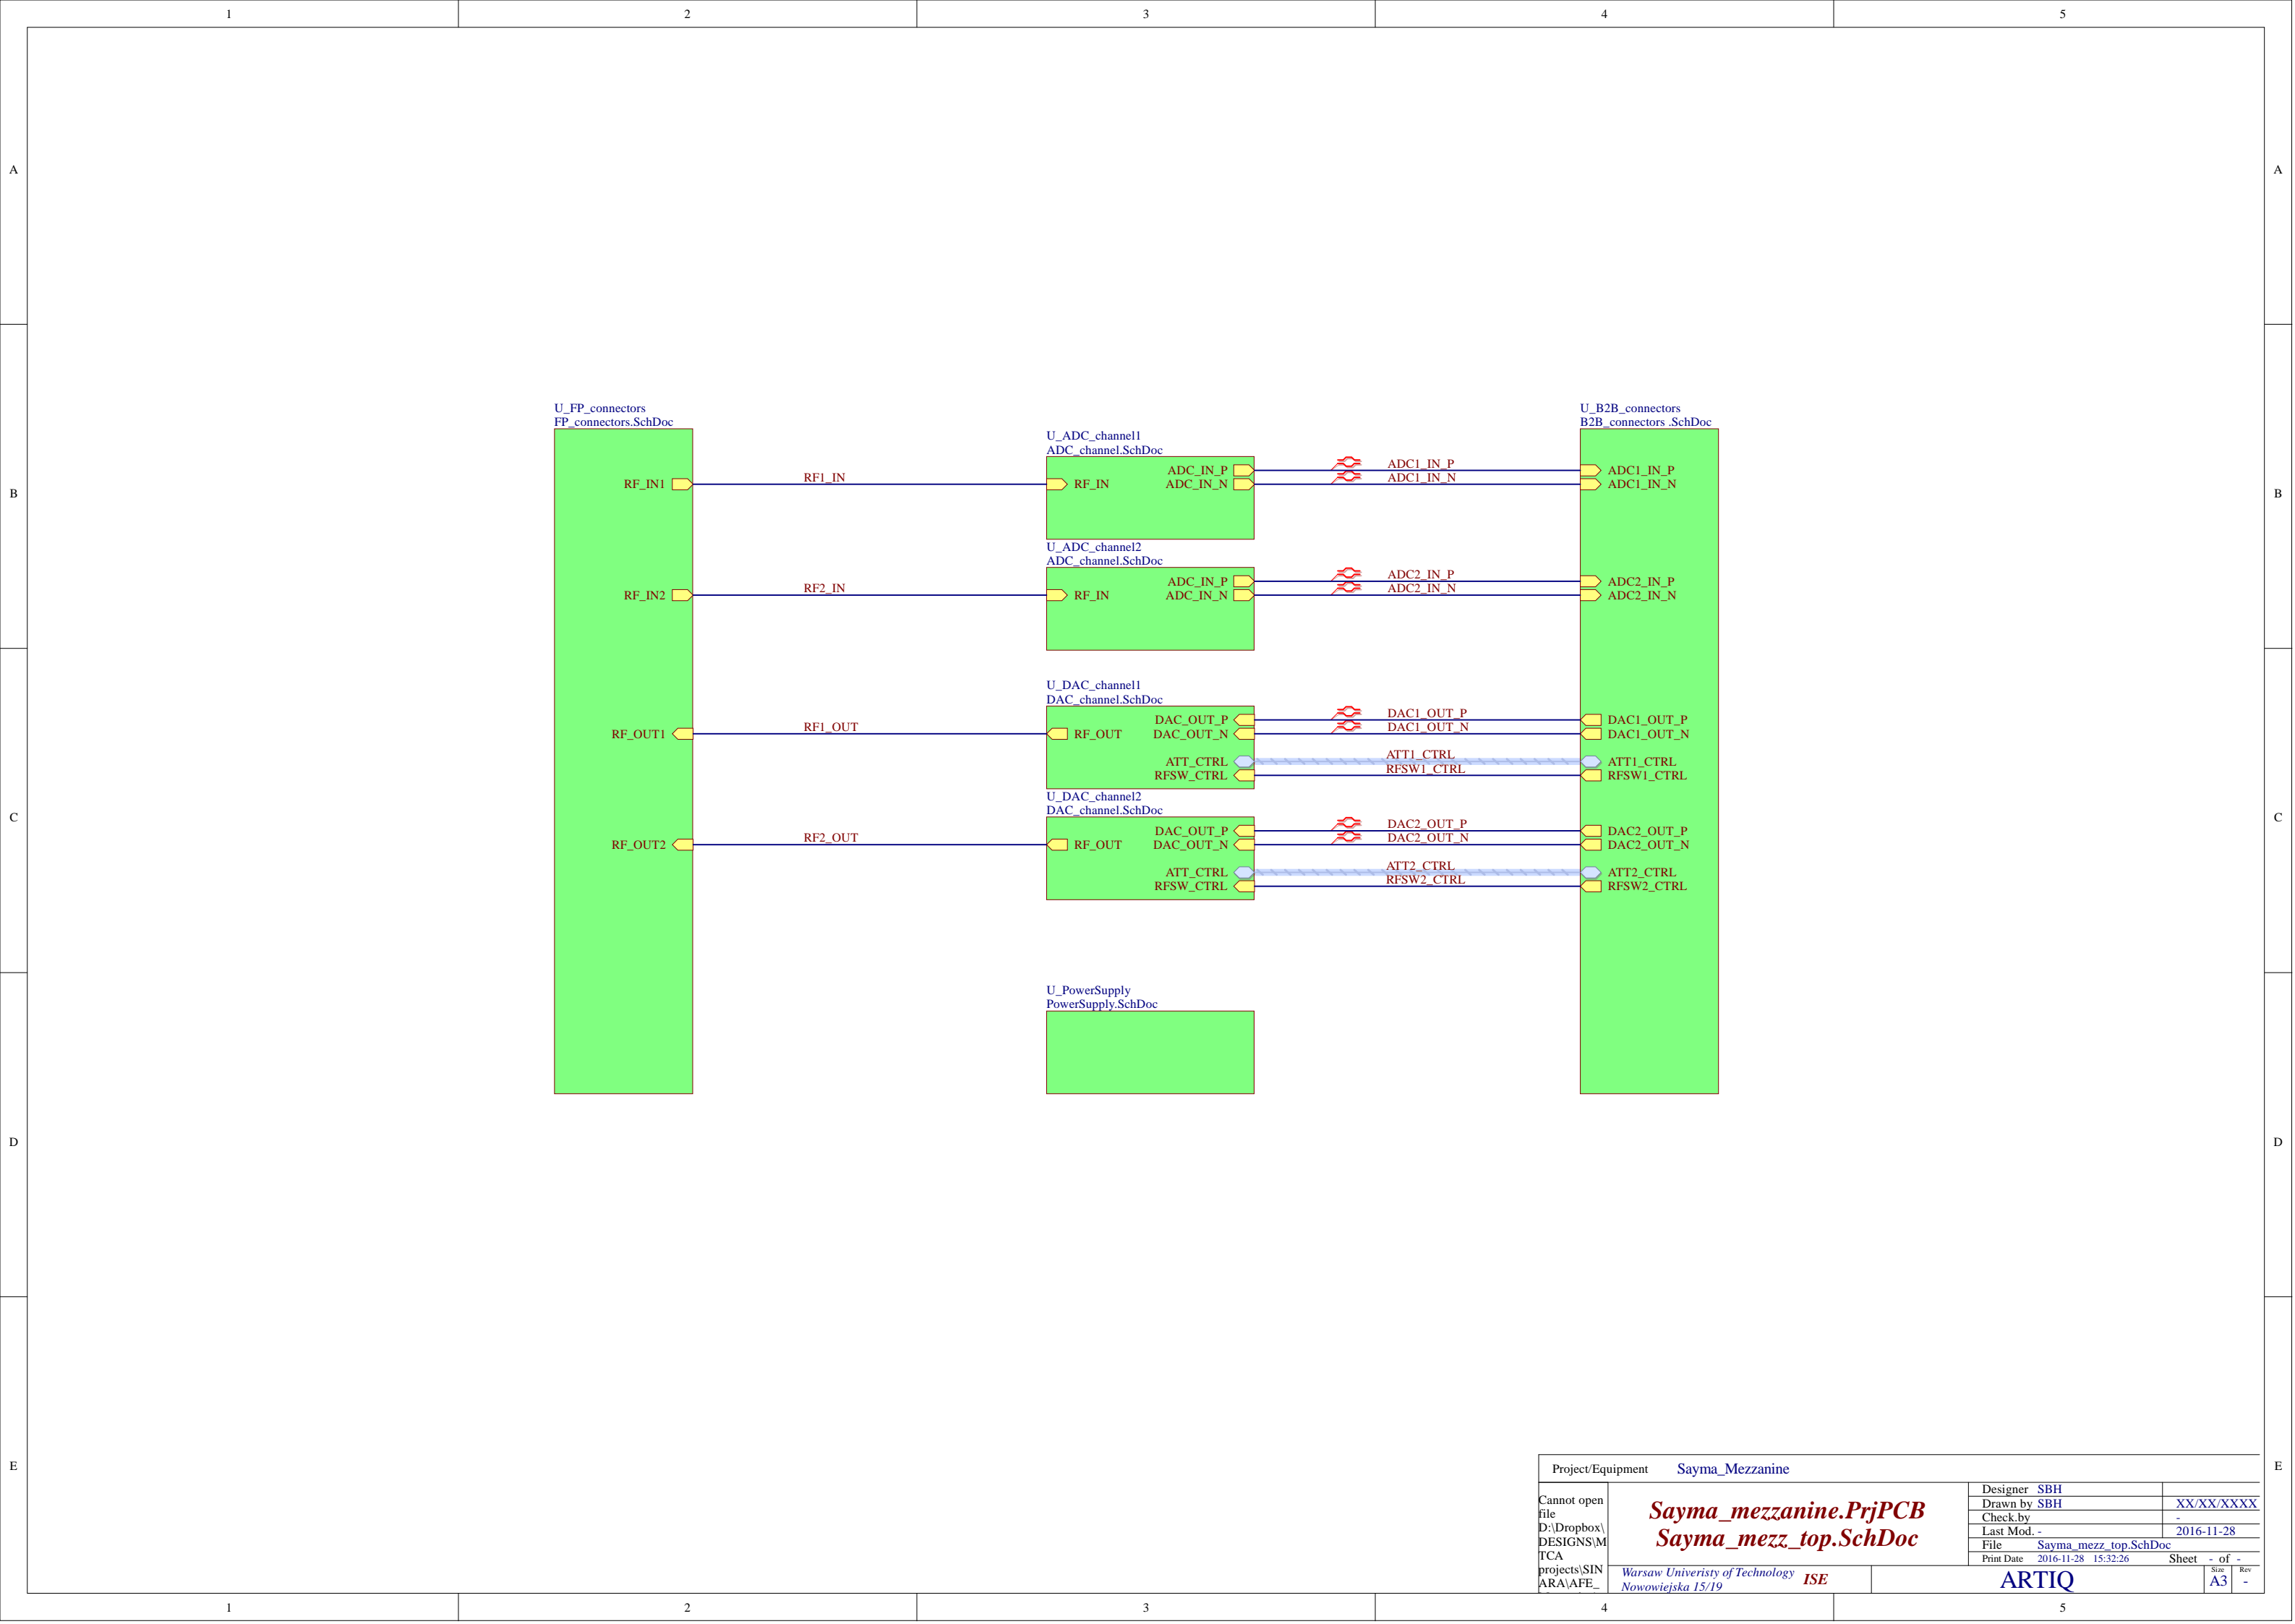 1 2 3 4 5
A A
U_FP_connectors
FP_connectors.SchDoc
U_B2B_connectors
B2B_connectors .SchDoc
U_ADC_channel1
ADC_channel.SchDoc
B B
RF_IN1 RF1_IN RF_IN
ADC_IN_P ADC1_IN_P ADC1_IN_P
ADC_IN_N ADC1_IN_N ADC1_IN_N
U_ADC_channel2
ADC_channel.SchDoc
RF_IN2 RF2_IN RF_IN
ADC_IN_P ADC2_IN_P ADC2_IN_P
ADC_IN_N ADC2_IN_N ADC2_IN_N
U_DAC_channel1
DAC_channel.SchDoc
RF_OUT1 RF1_OUT RF_OUT
DAC_OUT_P DAC1_OUT_P DAC1_OUT_P
DAC_OUT_N DAC1_OUT_N DAC1_OUT_N
ATT_CTRL ATT1_CTRL ATT1_CTRL
RFSW_CTRL RFSW1_CTRL RFSW1_CTRL
U_DAC_channel2
DAC_channel.SchDoc
C C
RF_OUT2 RF2_OUT RF_OUT
DAC_OUT_P DAC2_OUT_P DAC2_OUT_P
DAC_OUT_N DAC2_OUT_N DAC2_OUT_N
ATT_CTRL ATT2_CTRL ATT2_CTRL
RFSW_CTRL RFSW2_CTRL RFSW2_CTRL
U_PowerSupply
PowerSupply.SchDoc
D D
E E
Project/Equipment Sayma_Mezzanine
Cannot open
file
D:\Dropbox\
DESIGNS\M
TCA
projects\SIN
ARA\AFE_
Sayma_mezzanine.PrjPCB
Sayma_mezz_top.SchDoc
Designer SBH
Drawn by SBH XX/XX/XXXX
Check.by -
Last Mod. - 2016-11-28
File Sayma_mezz_top.SchDoc
Print Date 2016-11-28 15:32:26 Sheet - of -
Warsaw Univeristy of Technology ISE
Nowowiejska 15/19
ARTIQ
Size A3
Rev -
1 2 3 4 5